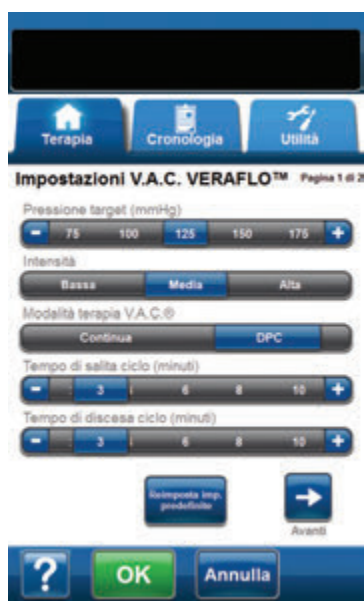 Terapia Cronologia Utilità
Impostazioni V.A.C. VERAFLO™ Pagina 1 di 2
Pressione target (mmHg)
- 75 100 125 150 175 +
Intensità
Bassa Media Alta
Modalità terapia V.A.C.®
Continua DPC
Tempo di salita ciclo (minuti)
- 3 6 8 10 +
Tempo di discesa ciclo (minuti)
- 3 6 8 10 +
Reimposta imp.
predefinite
Avanti
? OK Annulla